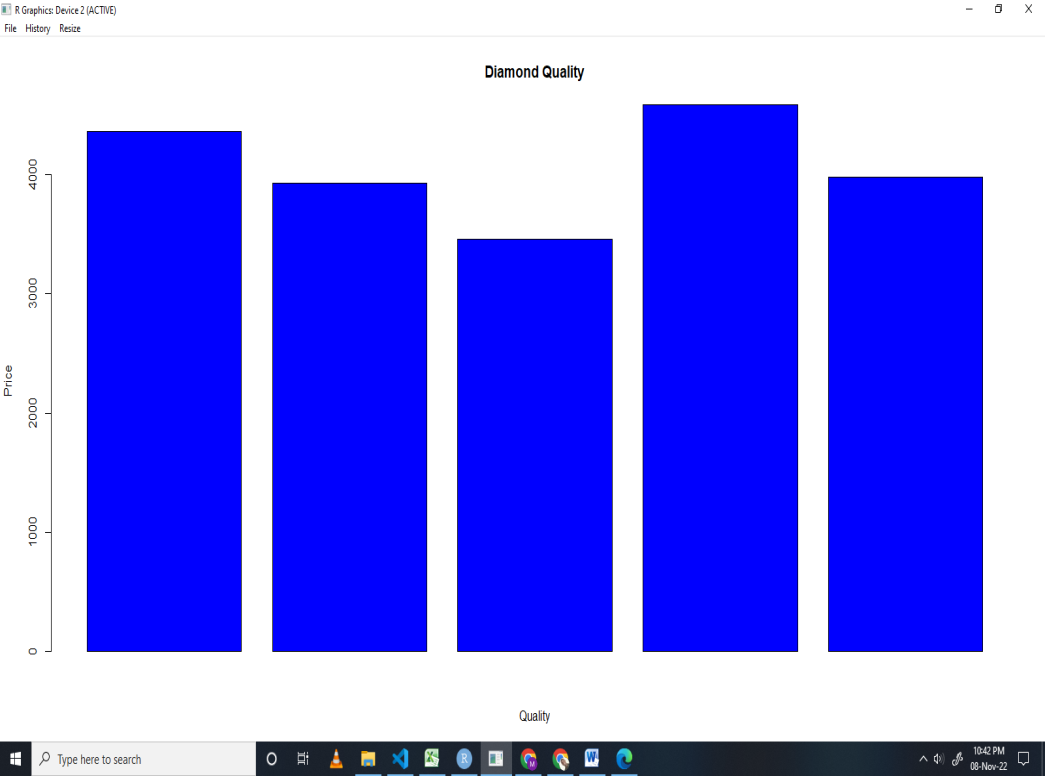 R Graphics: Device 2 (ACTIVE)
File History Resize
Diamond Quality
Price
4000
3000
2000
1000
0
Quality
Type here to search
10:42 PM
08-Nov-22